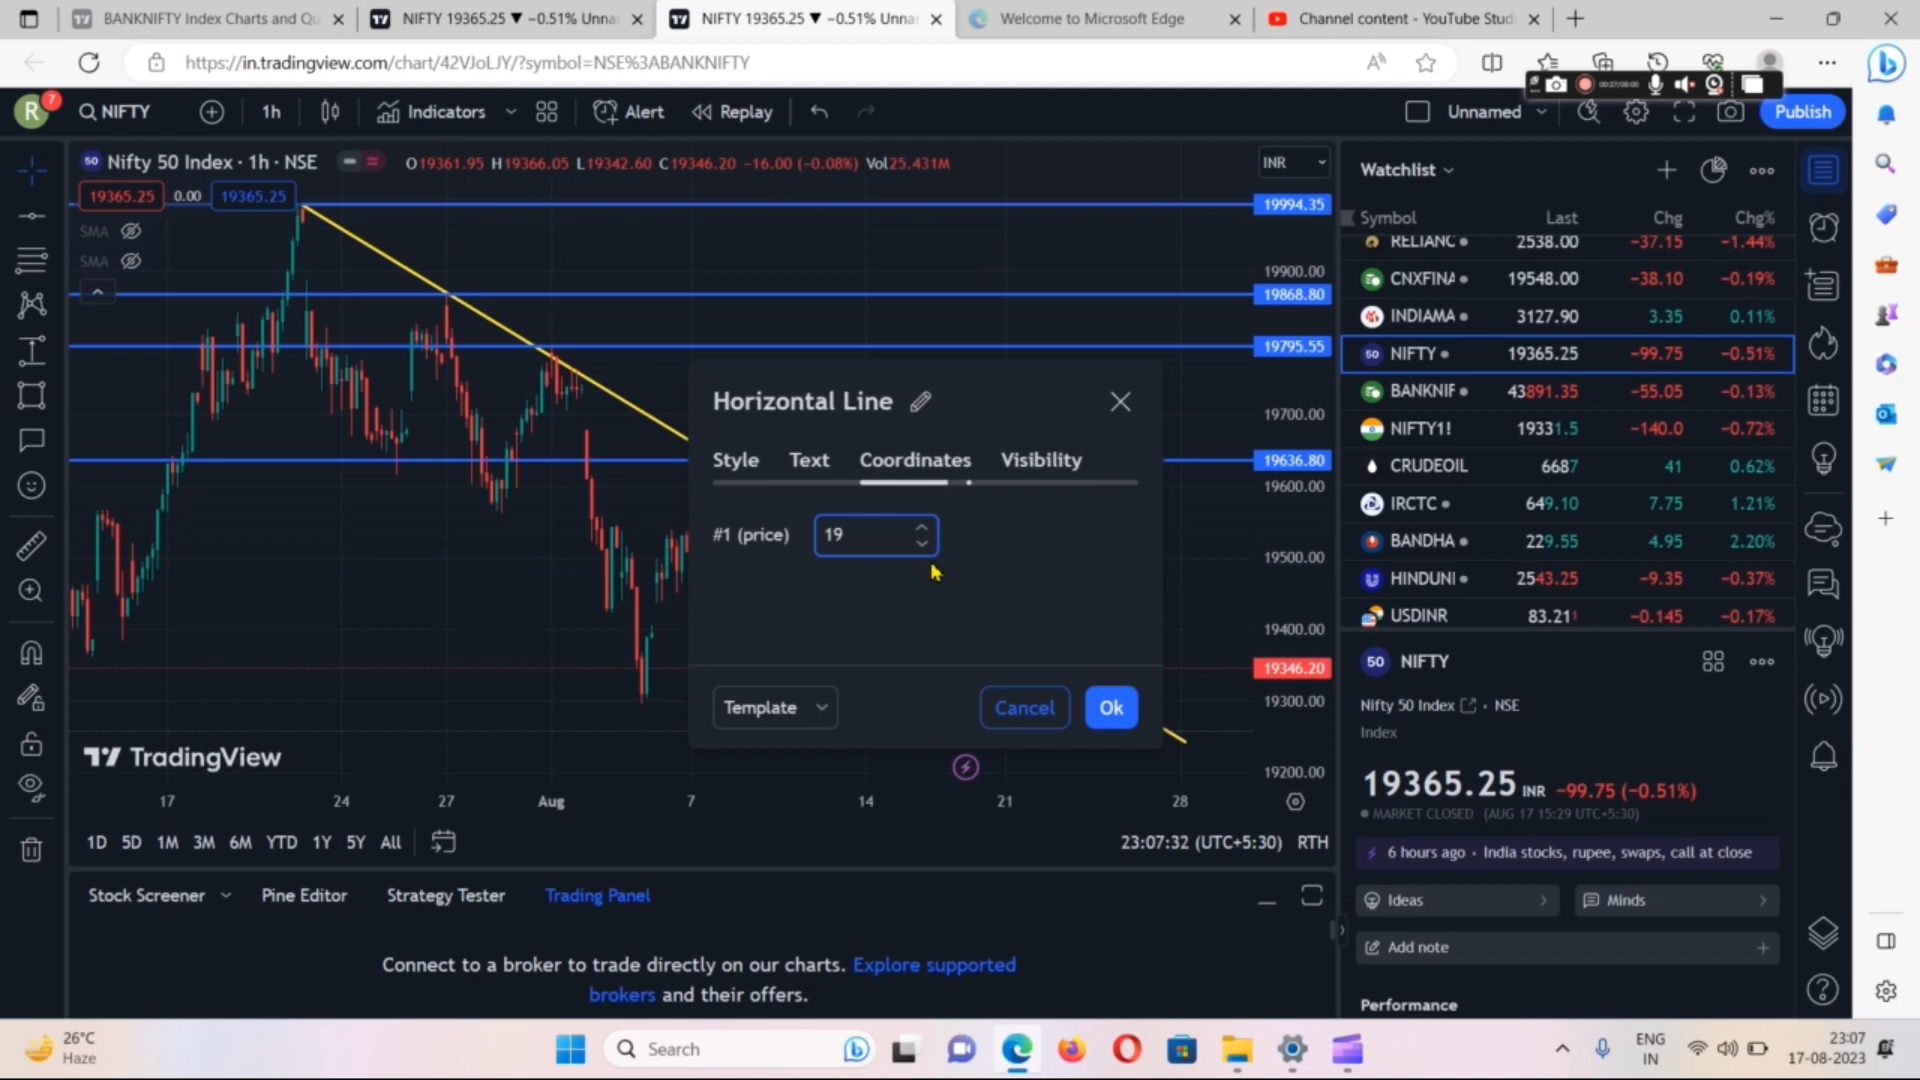 BANKNIFTY Index Charts and Qu
NIFTY 19365.25 ▼ −0.51% Unna
NIFTY 19365.25 ▼ −0.51% Unna
Welcome to Microsoft Edge
Channel content - YouTube Stud
https://in.tradingview.com/chart/42VJoLJY/?symbol=NSE%3ABANKNIFTY
R 7
NIFTY
1h
Indicators
Alert
Replay
Unnamed
Publish
50 Nifty 50 Index · 1h · NSE
O19361.95 H19366.05 L19342.60 C19346.20 −16.00 (−0.08%) Vol25.431M
INR
19365.25 0.00 19365.25
SMA
SMA
19994.35
19900.00
19868.80
19795.55
19700.00
19636.80
19600.00
19500.00
19400.00
19346.20
19300.00
19200.00
Horizontal Line
Style Text Coordinates Visibility
#1 (price) 19
Template
Cancel
Ok
TradingView
17 24 27 Aug 7 14 21 28
1D 5D 1M 3M 6M YTD 1Y 5Y All
23:07:32 (UTC+5:30) RTH
Stock Screener Pine Editor Strategy Tester Trading Panel
Connect to a broker to trade directly on our charts. Explore supported
brokers and their offers.
Watchlist
Symbol Last Chg Chg%
RELIANC 2538.00 −37.15 −1.44%
CNXFINA 19548.00 −38.10 −0.19%
INDIAMA 3127.90 3.35 0.11%
50 NIFTY 19365.25 −99.75 −0.51%
BANKNIF 43891.35 −55.05 −0.13%
NIFTY1! 19331.5 −140.0 −0.72%
CRUDEOIL 6687 41 0.62%
IRCTC 649.10 7.75 1.21%
BANDHA 229.55 4.95 2.20%
HINDUNI 2543.25 −9.35 −0.37%
USDINR 83.211 −0.145 −0.17%
50 NIFTY
Nifty 50 Index · NSE
Index
19365.25 INR −99.75 (−0.51%)
MARKET CLOSED (AUG 17 15:29 UTC+5:30)
6 hours ago · India stocks, rupee, swaps, call at close
Ideas
Minds
Add note
Performance
26°C
Haze
Search
ENG
IN
23:07
17-08-2023